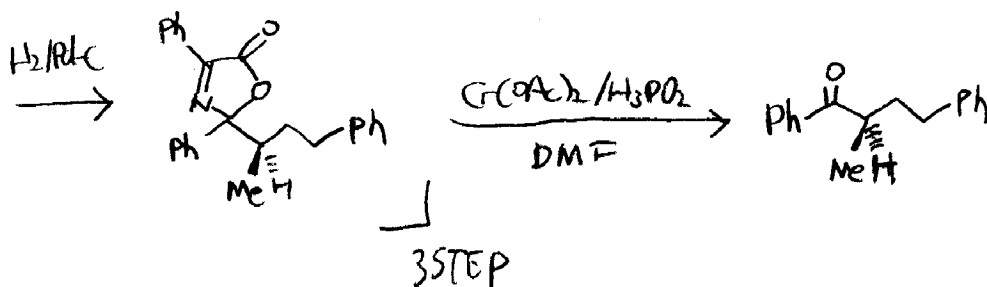 H2/Pd-C
Ph
O
O
N
Ph
Ph
Me H
Cr(OAc)2/H3PO2
DMF
O
Ph
Ph
Me H
3STEP